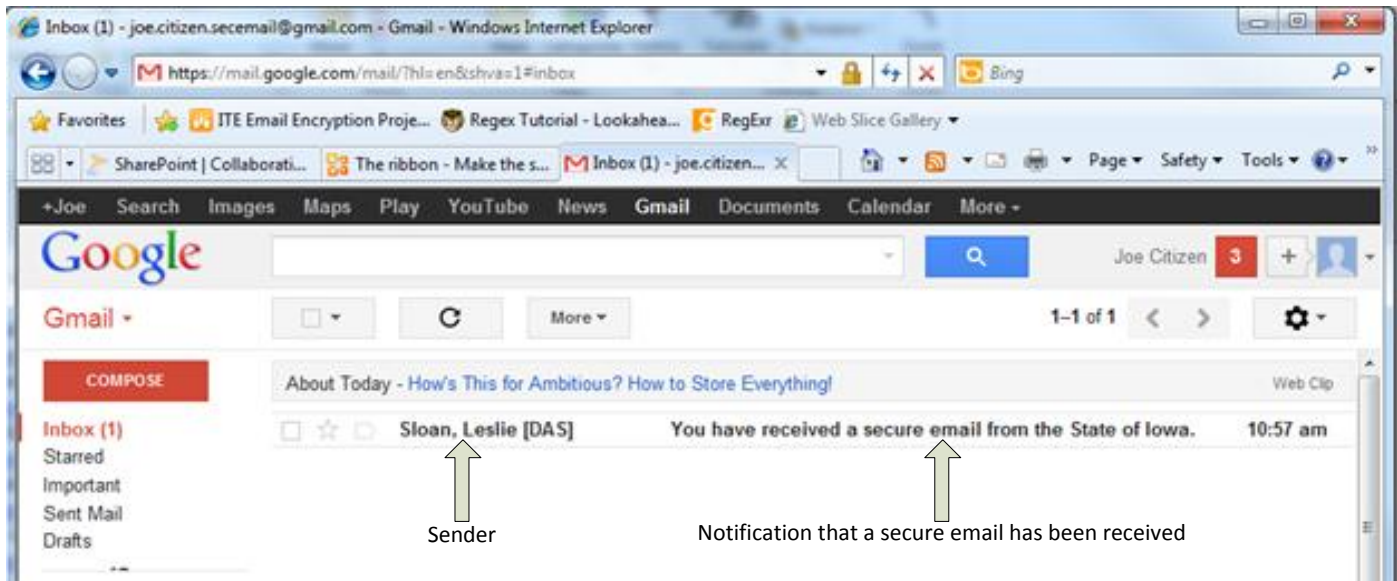 Inbox (1) - joe.citizen.secemail@gmail.com - Gmail - Windows Internet Explorer
https://mail.google.com/mail/?hl=en&shva=1#inbox Bing
Favorites ITE Email Encryption Proje... Regex Tutorial - Lookahea... RegExr Web Slice Gallery
SharePoint | Collaborati... The ribbon - Make the s... Inbox (1) - joe.citizen... X Page Safety Tools
+Joe Search Images Maps Play YouTube News Gmail Documents Calendar More
Google Joe Citizen 3 +
Gmail More 1–1 of 1
COMPOSE About Today - How's This for Ambitious? How to Store Everything! Web Clip
Inbox (1) Sloan, Leslie [DAS] You have received a secure email from the State of Iowa. 10:57 am
Starred
Important
Sent Mail
Drafts
Sender Notification that a secure email has been received